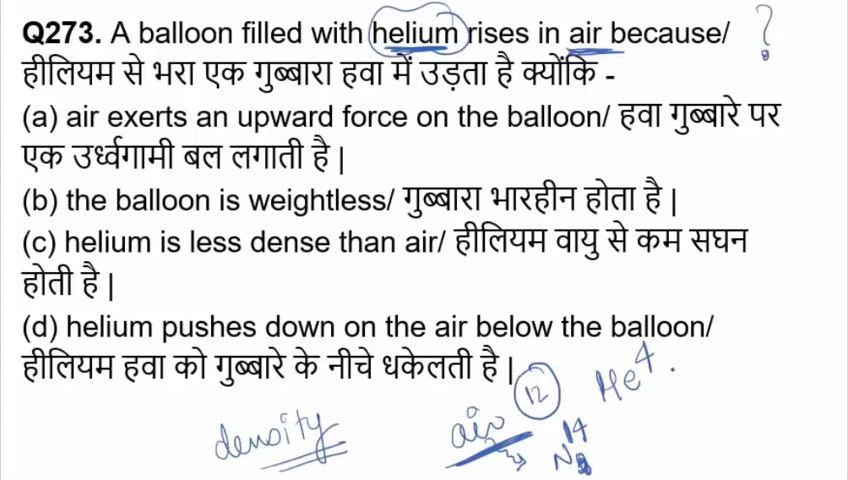 Q273. A balloon filled with helium rises in air because/ ?
हीलियम से भरा एक गुब्बारा हवा में उड़ता है क्योंकि -
(a) air exerts an upward force on the balloon/ हवा गुब्बारे पर
एक उर्ध्वगामी बल लगाती है |
(b) the balloon is weightless/ गुब्बारा भारहीन होता है |
(c) helium is less dense than air/ हीलियम वायु से कम सघन
होती है |
(d) helium pushes down on the air below the balloon/
हीलियम हवा को गुब्बारे के नीचे धकेलती है |
12 He4.
density air 14
N